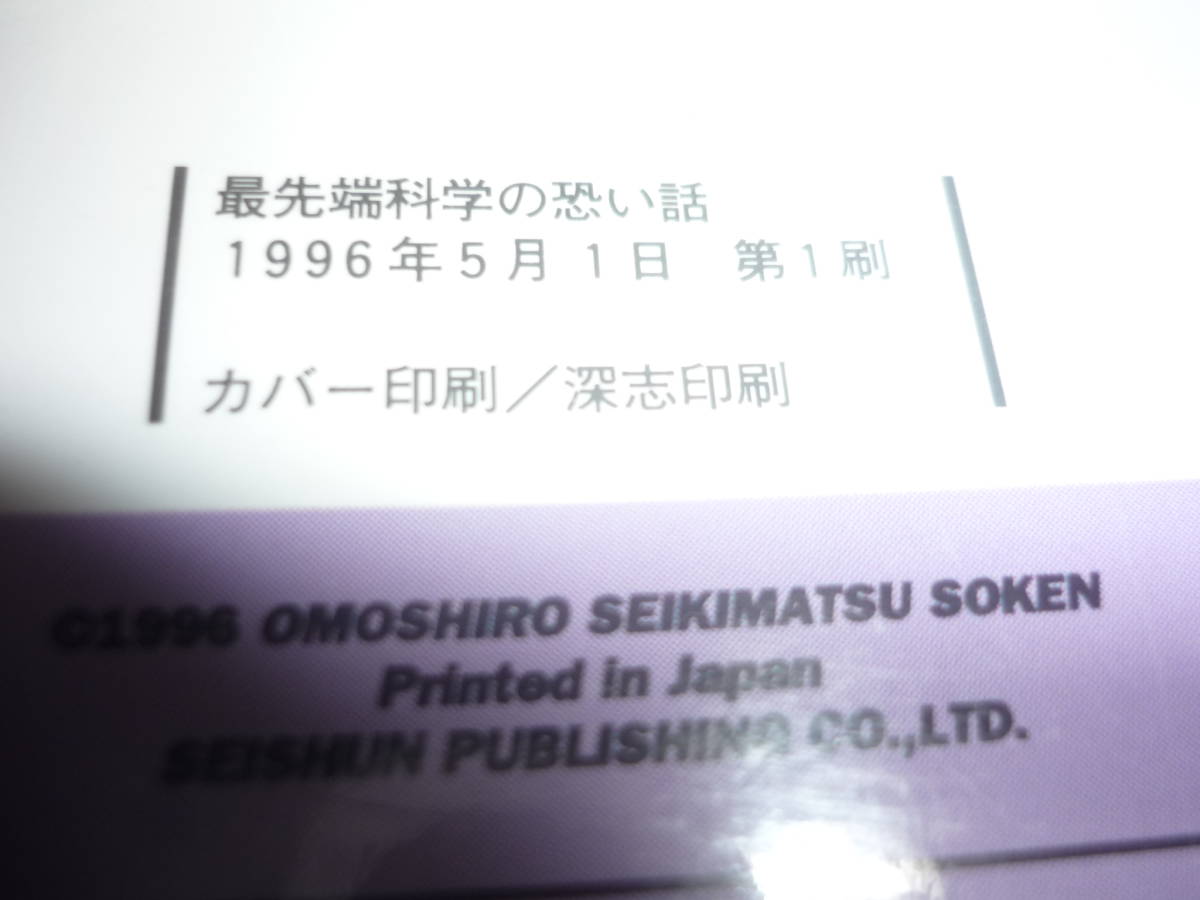 最先端科学の恐い話
1996年5月1日　第1刷
カバー印刷／深志印刷
©1996 OMOSHIRO SEIKIMATSU SOKEN
Printed in Japan
SEISHUN PUBLISHING CO.,LTD.